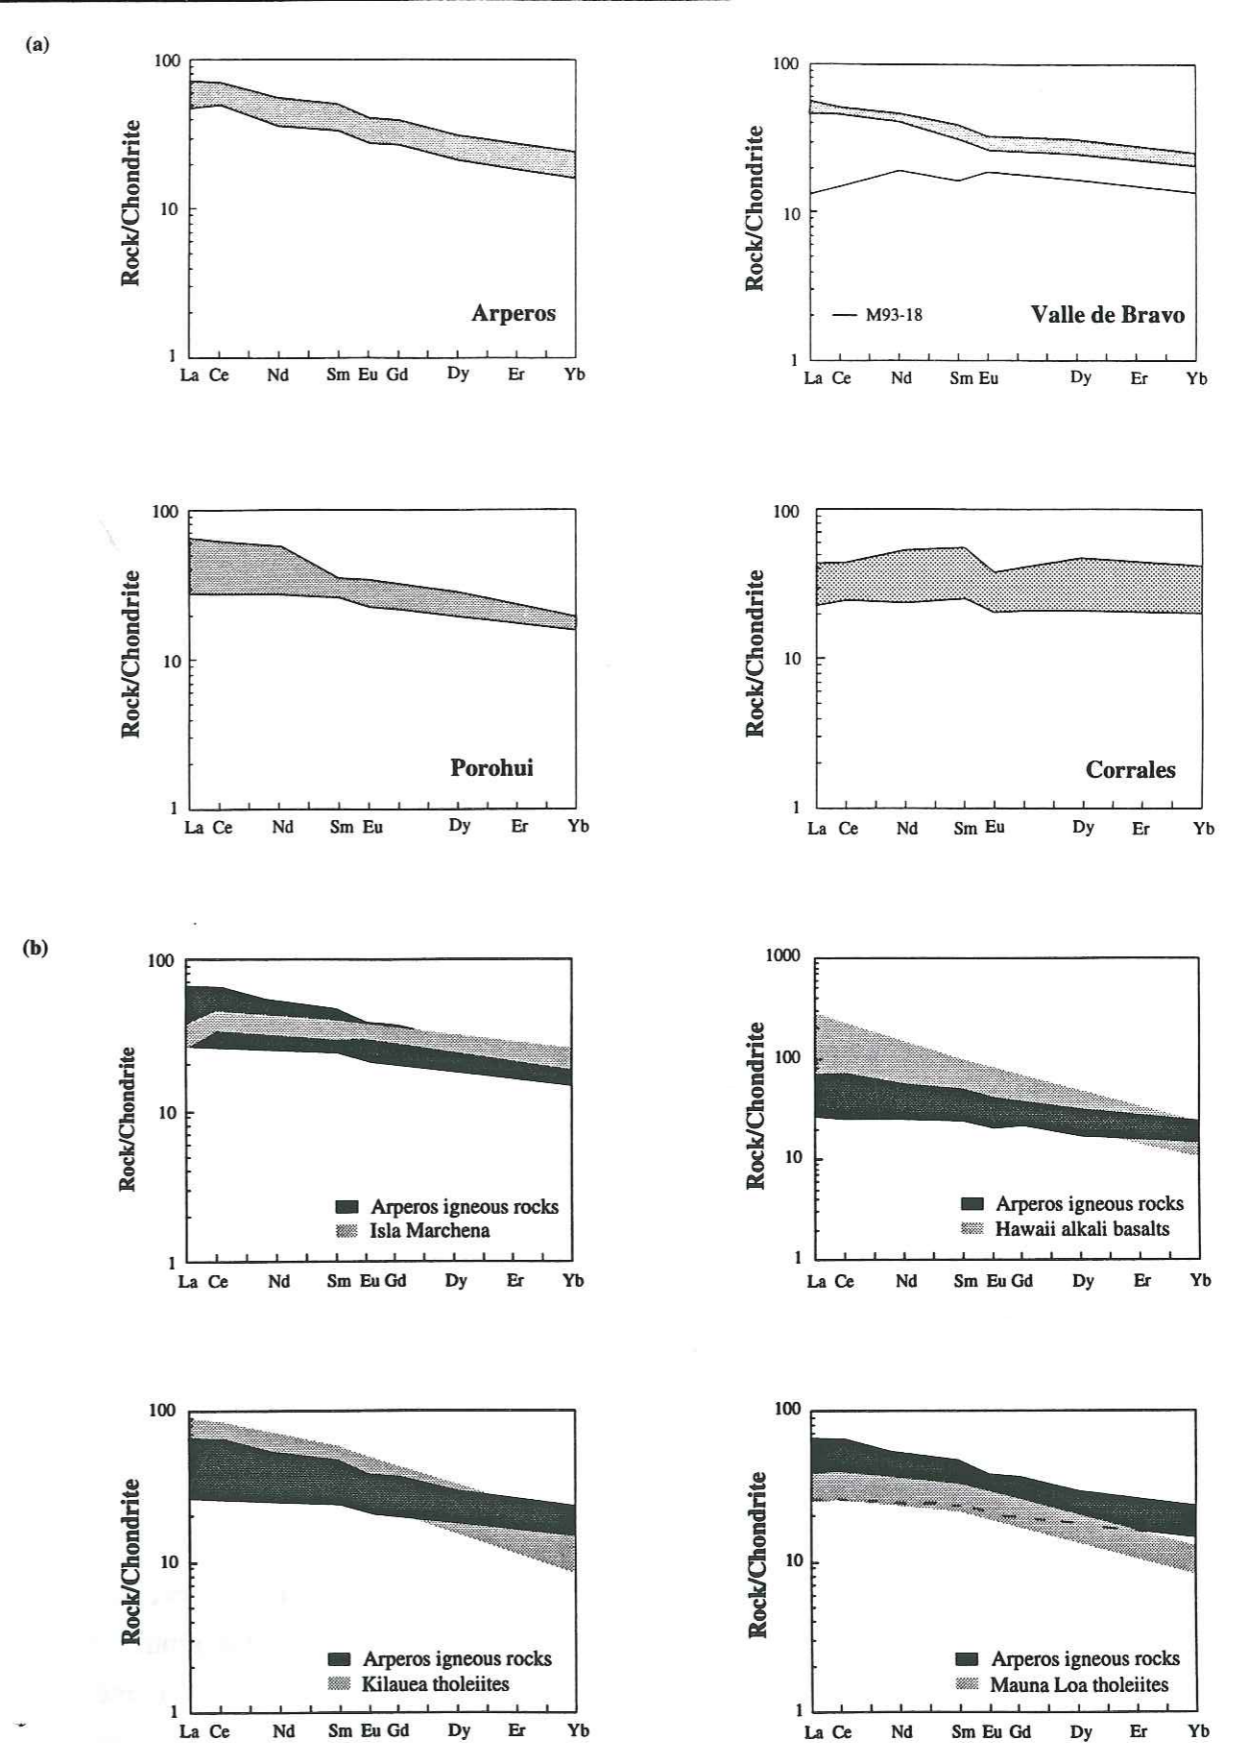 (a)
100
10
1
Rock/Chondrite
Arperos
La Ce Nd Sm Eu Gd Dy Er Yb
100
10
1
Rock/Chondrite
M93-18
Valle de Bravo
La Ce Nd Sm Eu Dy Er Yb
100
10
1
Rock/Chondrite
Porohui
La Ce Nd Sm Eu Dy Er Yb
100
10
1
Rock/Chondrite
Corrales
La Ce Nd Sm Eu Dy Er Yb
(b)
100
10
1
Rock/Chondrite
Arperos igneous rocks
Isla Marchena
La Ce Nd Sm Eu Gd Dy Er Yb
1000
100
10
1
Rock/Chondrite
Arperos igneous rocks
Hawaii alkali basalts
La Ce Nd Sm Eu Gd Dy Er Yb
100
10
1
Rock/Chondrite
Arperos igneous rocks
Kilauea tholeiites
La Ce Nd Sm Eu Gd Dy Er Yb
100
10
1
Rock/Chondrite
Arperos igneous rocks
Mauna Loa tholeiites
La Ce Nd Sm Eu Gd Dy Er Yb